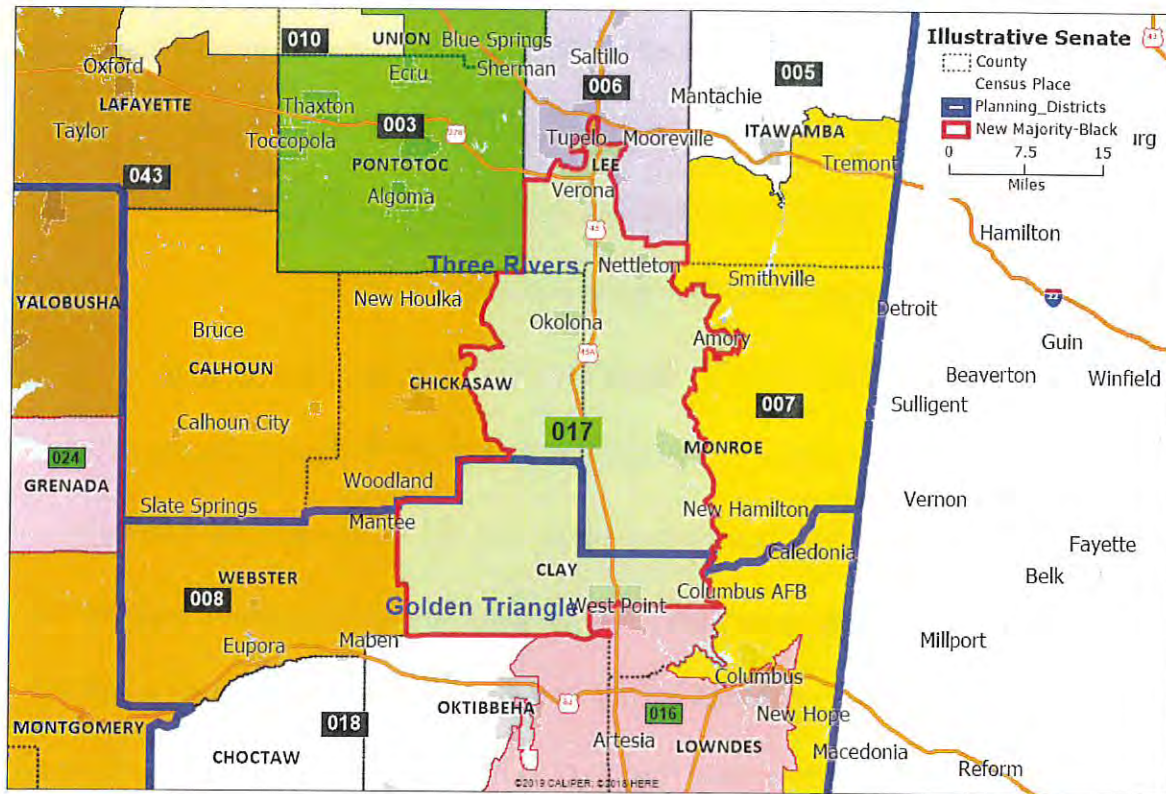 010
UNION
Blue Springs
Saltillo
Ecru
Sherman
006
005
Oxford
LAFAYETTE
Mantachie
Thaxton
003
Taylor
Toccopola
PONTOTOC
Tupelo
Mooreville
ITAWAMBA
LEE
Tremont
043
Algoma
Verona
45
Three Rivers
Nettleton
Smithville
YALOBUSHA
New Houlka
Bruce
Okolona
Amory
45A
CALHOUN
CHICKASAW
Calhoun City
007
017
MONROE
024
GRENADA
Woodland
Slate Springs
Mantee
New Hamilton
Caledonia
WEBSTER
CLAY
Columbus AFB
008
Golden Triangle
West Point
Eupora
Maben
Columbus
MONTGOMERY
018
OKTIBBEHA
016
New Hope
CHOCTAW
Artesia
LOWNDES
Macedonia
Reform
©2019 CALIPER; ©2018 HERE
Illustrative Senate
43
County
Census Place
Planning_Districts
New Majority-Black
urg
0 7.5 15
Miles
Hamilton
22
Detroit
Guin
Beaverton
Winfield
Sulligent
Vernon
Fayette
Belk
Millport